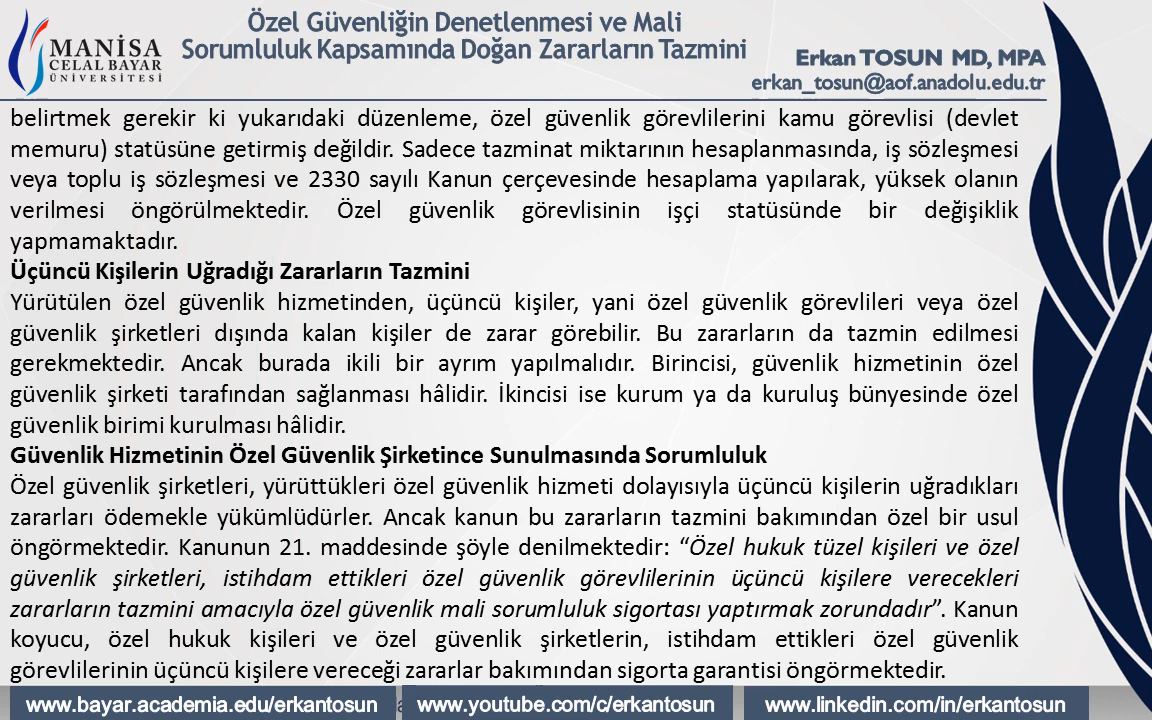 MANİSA
CELAL BAYAR
ÜNİVERSİTESİ
Özel Güvenliğin Denetlenmesi ve Mali
Sorumluluk Kapsamında Doğan Zararların Tazmini
Erkan TOSUN MD, MPA
erkan_tosun@aof.anadolu.edu.tr
belirtmek gerekir ki yukarıdaki düzenleme, özel güvenlik görevlilerini kamu görevlisi (devlet
memuru) statüsüne getirmiş değildir. Sadece tazminat miktarının hesaplanmasında, iş sözleşmesi
veya toplu iş sözleşmesi ve 2330 sayılı Kanun çerçevesinde hesaplama yapılarak, yüksek olanın
verilmesi öngörülmektedir. Özel güvenlik görevlisinin işçi statüsünde bir değişiklik
yapmamaktadır.
Üçüncü Kişilerin Uğradığı Zararların Tazmini
Yürütülen özel güvenlik hizmetinden, üçüncü kişiler, yani özel güvenlik görevlileri veya özel
güvenlik şirketleri dışında kalan kişiler de zarar görebilir. Bu zararların da tazmin edilmesi
gerekmektedir. Ancak burada ikili bir ayrım yapılmalıdır. Birincisi, güvenlik hizmetinin özel
güvenlik şirketi tarafından sağlanması hâlidir. İkincisi ise kurum ya da kuruluş bünyesinde özel
güvenlik birimi kurulması hâlidir.
Güvenlik Hizmetinin Özel Güvenlik Şirketince Sunulmasında Sorumluluk
Özel güvenlik şirketleri, yürüttükleri özel güvenlik hizmeti dolayısıyla üçüncü kişilerin uğradıkları
zararları ödemekle yükümlüdürler. Ancak kanun bu zararların tazmini bakımından özel bir usul
öngörmektedir. Kanunun 21. maddesinde şöyle denilmektedir: “Özel hukuk tüzel kişileri ve özel
güvenlik şirketleri, istihdam ettikleri özel güvenlik görevlilerinin üçüncü kişilere verecekleri
zararların tazmini amacıyla özel güvenlik mali sorumluluk sigortası yaptırmak zorundadır”. Kanun
koyucu, özel hukuk kişileri ve özel güvenlik şirketlerin, istihdam ettikleri özel güvenlik
görevlilerinin üçüncü kişilere vereceği zararlar bakımından sigorta garantisi öngörmektedir.
www.bayar.academia.edu/erkantosun
www.youtube.com/c/erkantosun
www.linkedin.com/in/erkantosun